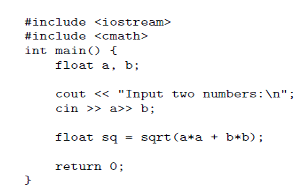 #include <iostream>
#include <cmath>
int main() {
float a, b;
cout << "Input two numbers:\n";
cin >> a>> b;
float sq = sqrt(a*a + b*b);
return 0;
}